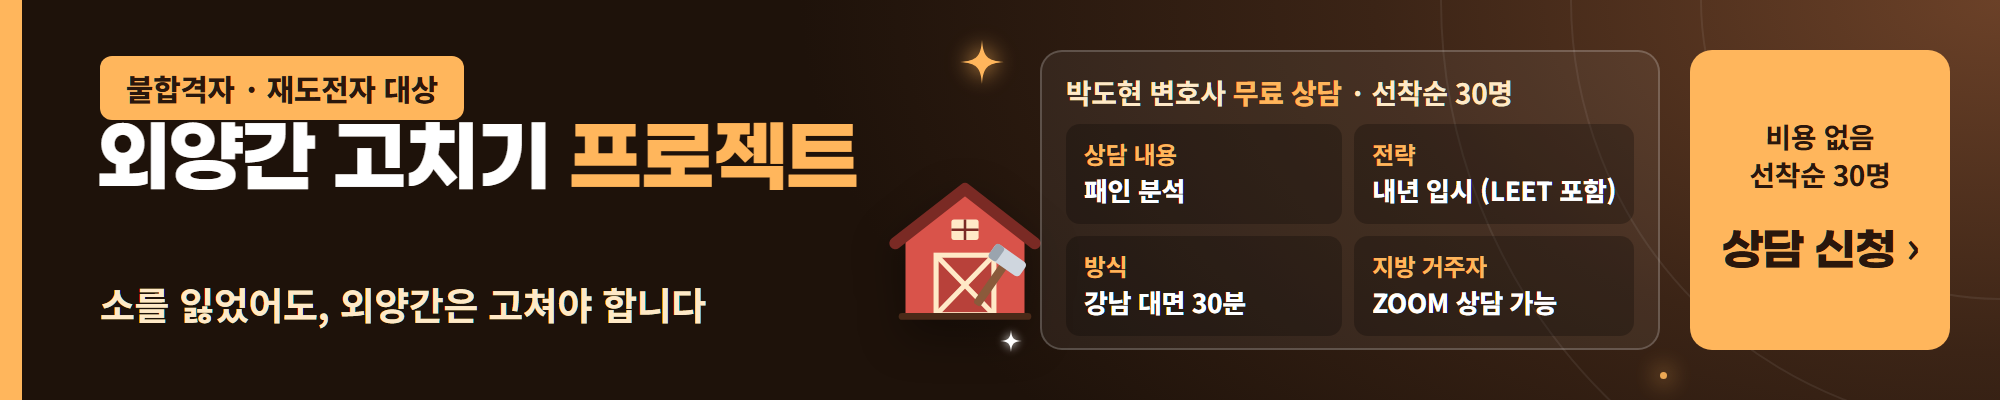 불합격자 · 재도전자 대상
외양간 고치기 프로젝트
소를 잃었어도, 외양간은 고쳐야 합니다
박도현 변호사 무료 상담 · 선착순 30명
상담 내용
패인 분석
전략
내년 입시 (LEET 포함)
방식
강남 대면 30분
지방 거주자
ZOOM 상담 가능
비용 없음
선착순 30명
상담 신청 ›